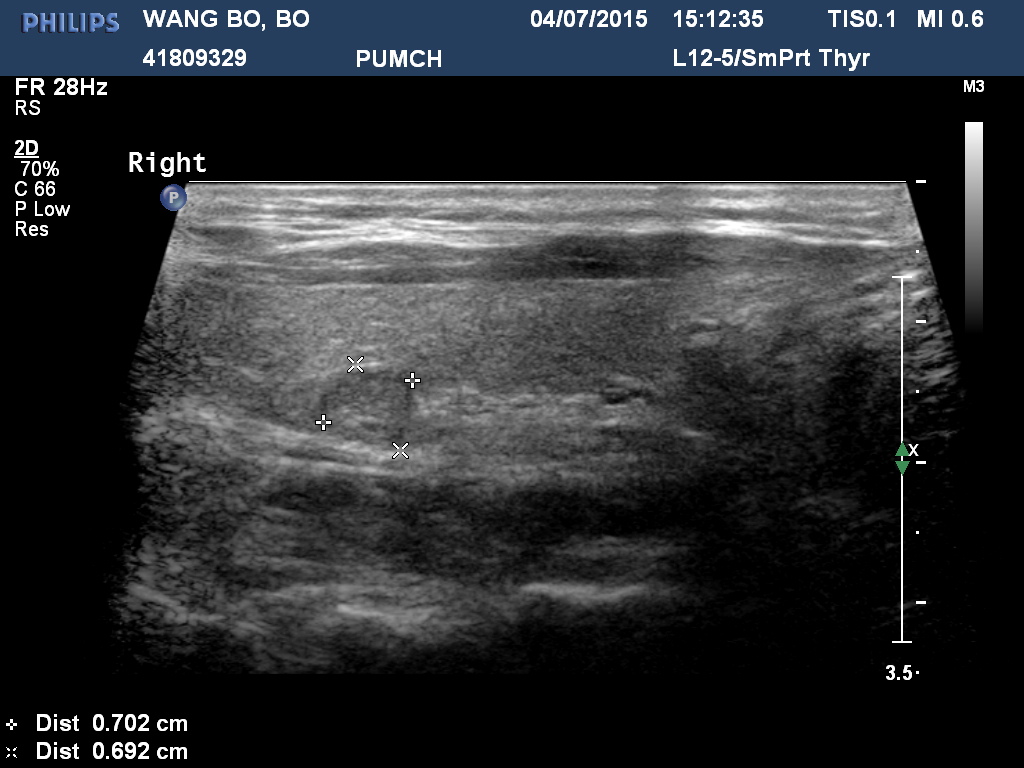 PHILIPS WANG BO, BO 04/07/2015 15:12:35 TIS0.1 MI 0.6
41809329 PUMCH L12-5/SmPrt Thyr
FR 28Hz
RS
M3
2D
70%
C 66
P Low
Res
Right
P
X
3.5
Dist 0.702 cm
Dist 0.692 cm